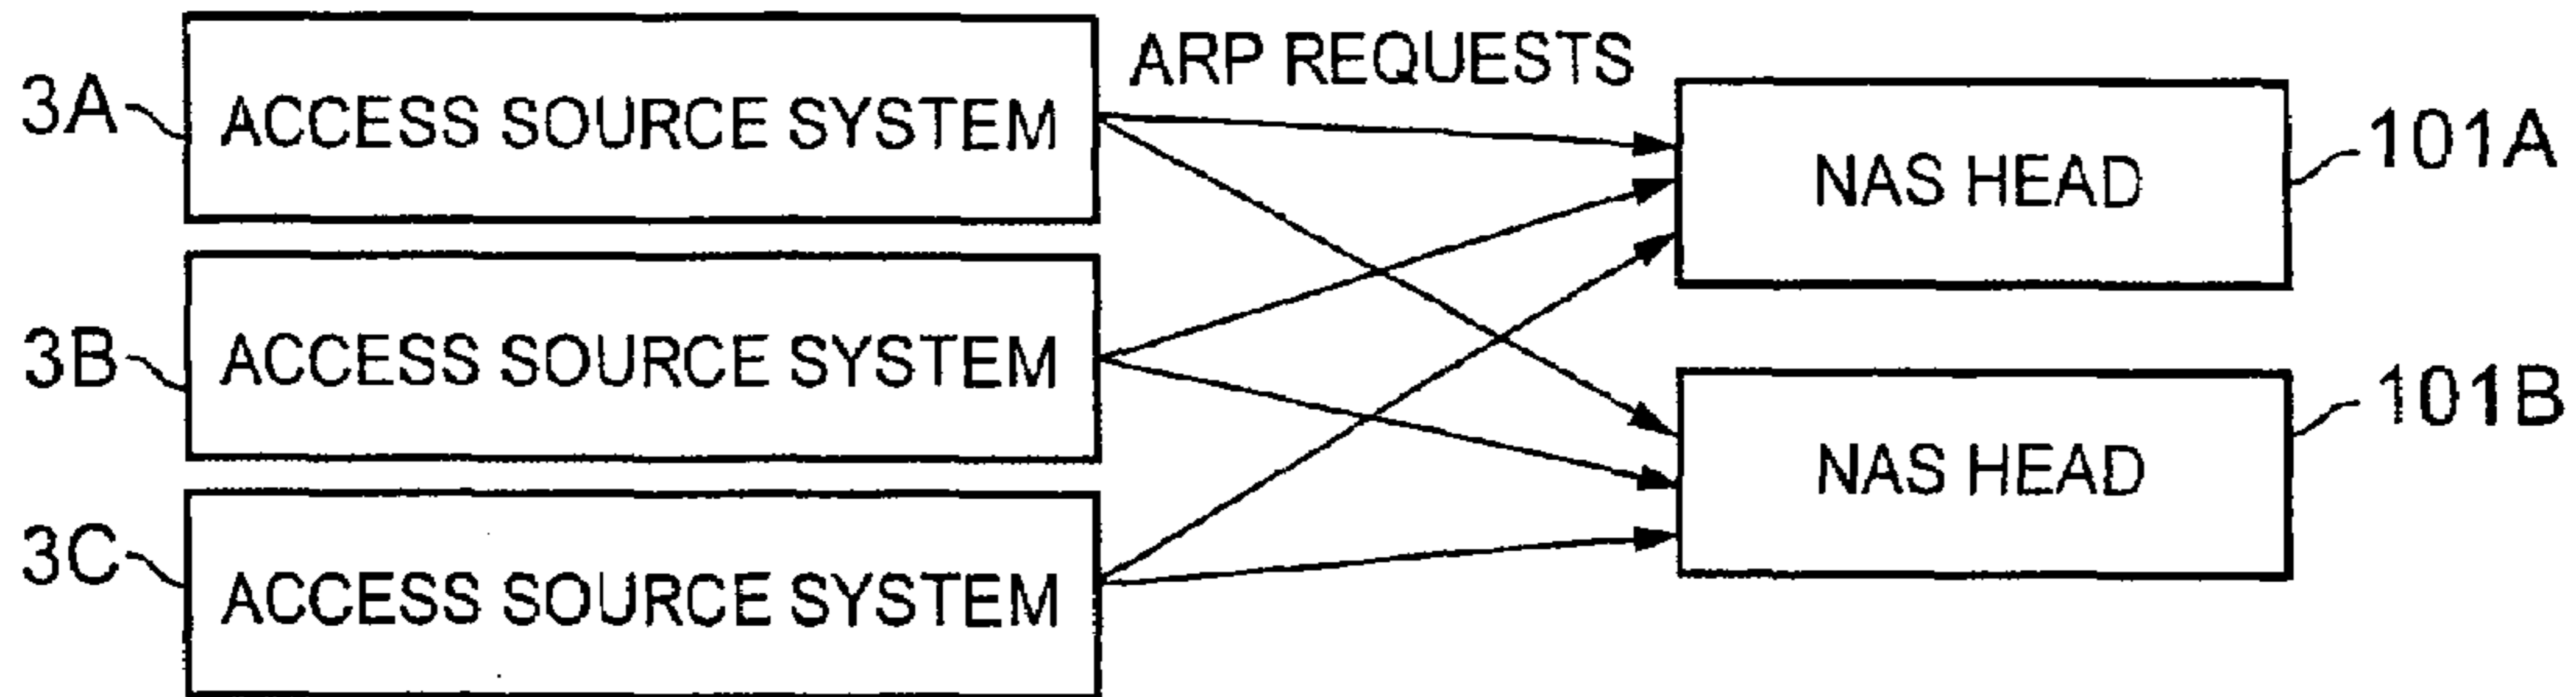 ARP REQUESTS
3A
ACCESS SOURCE SYSTEM
NAS HEAD
101A
3B
ACCESS SOURCE SYSTEM
NAS HEAD
101B
3C
ACCESS SOURCE SYSTEM